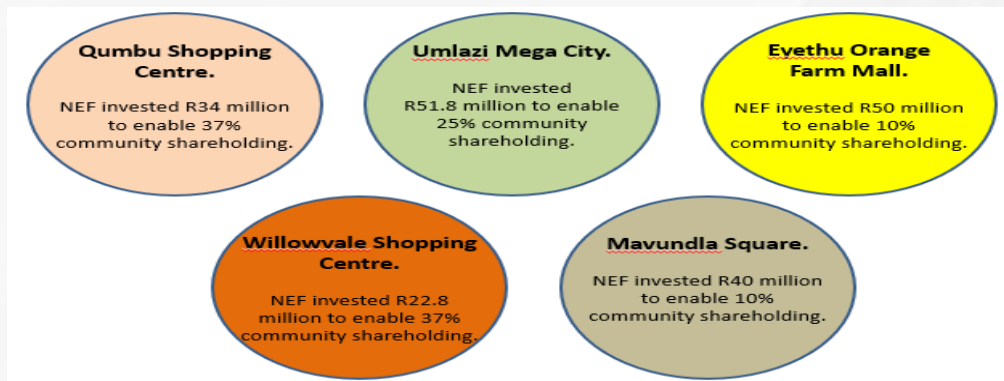 Qumbu Shopping
Centre.
NEF invested R34 million
to enable 37%
community shareholding.
Umlazi Mega City.
NEF invested
R51.8 million to enable
25% community
shareholding.
Eyethu Orange
Farm Mall.
NEF invested R50 million
to enable 10%
community shareholding.
Willowvale Shopping
Centre.
NEF invested R22.8
million to enable 37%
community shareholding.
Mavundla Square.
NEF invested R40 million
to enable 10%
community shareholding.